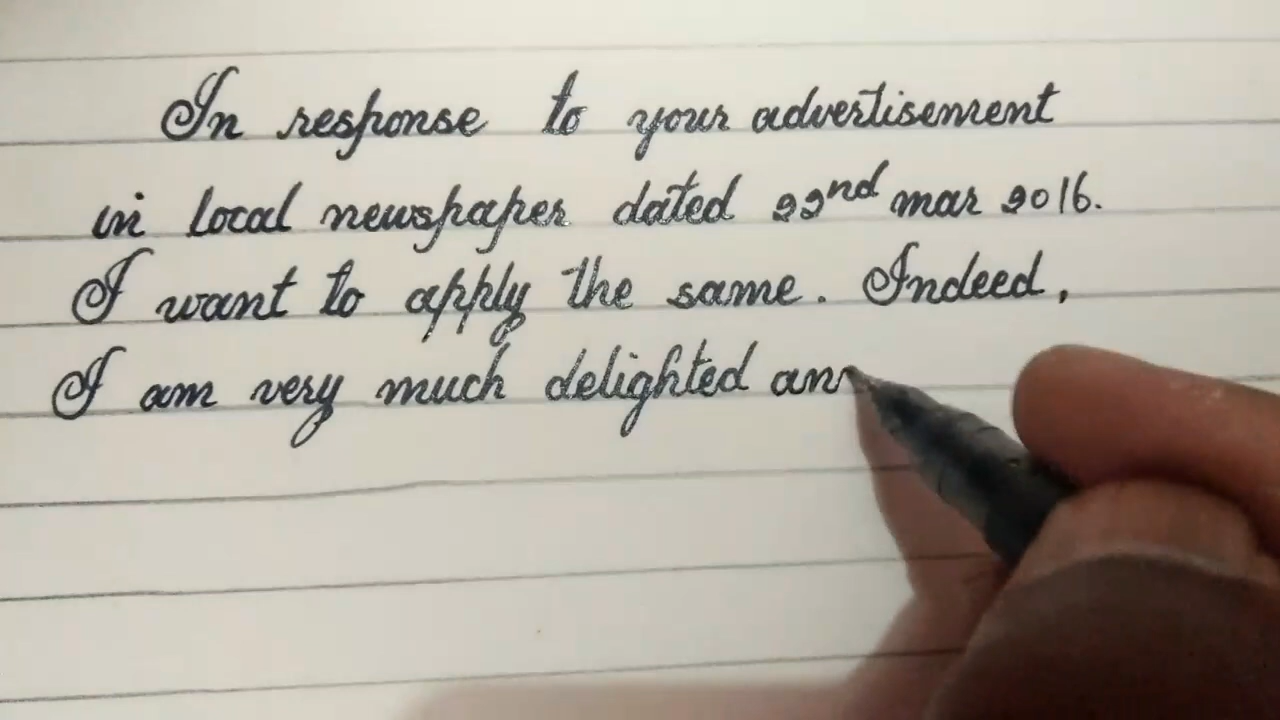 In response to your advertisement
in local newspaper dated 22nd mar 2016.
I want to apply the same. Indeed,
I am very much delighted an